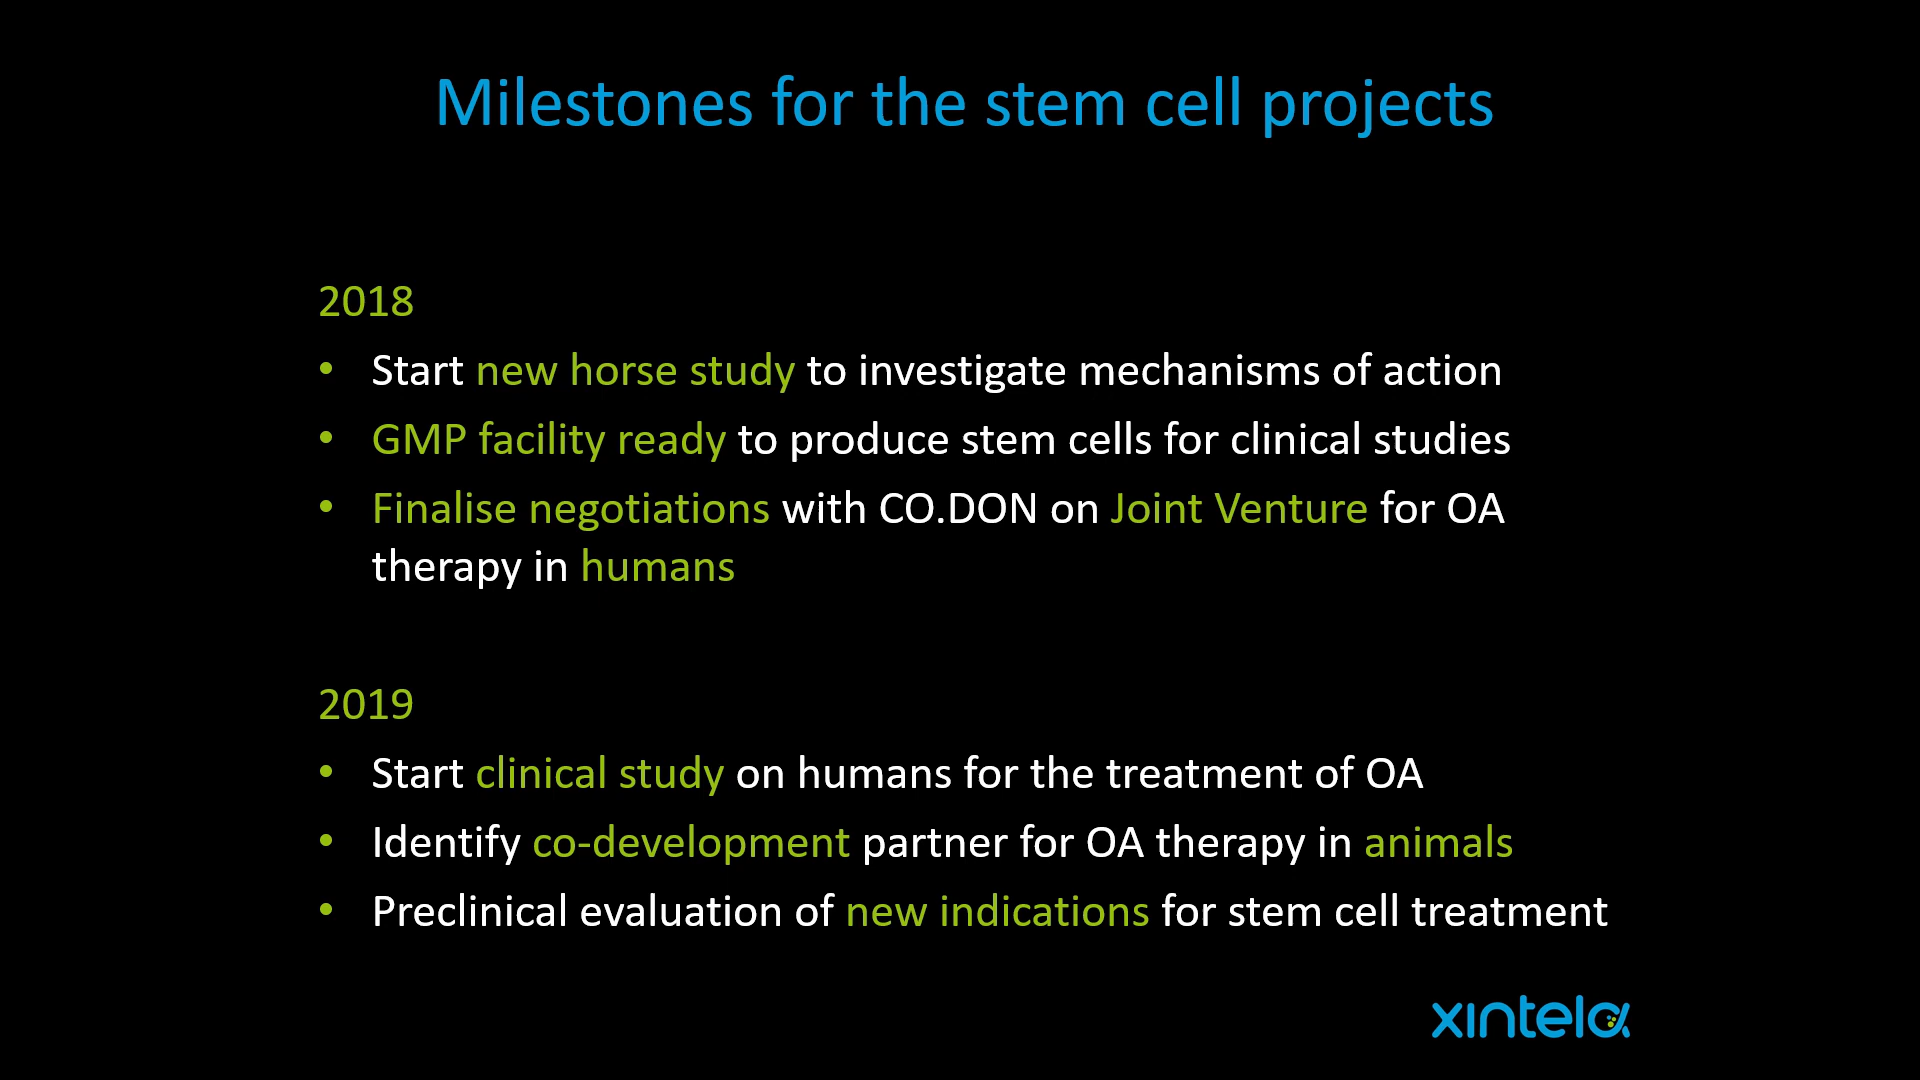 Milestones for the stem cell projects
2018
• Start new horse study to investigate mechanisms of action
• GMP facility ready to produce stem cells for clinical studies
• Finalise negotiations with CO.DON on Joint Venture for OA
therapy in humans
2019
• Start clinical study on humans for the treatment of OA
• Identify co-development partner for OA therapy in animals
• Preclinical evaluation of new indications for stem cell treatment
xintela